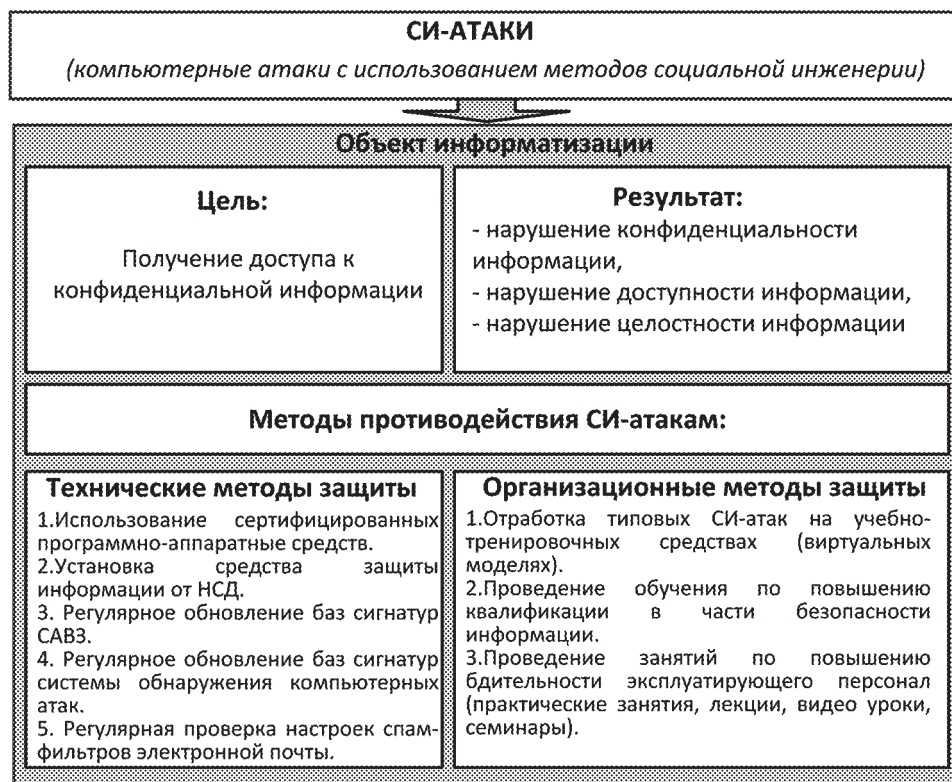 СИ-АТАКИ
(компьютерные атаки с использованием методов социальной инженерии)
Объект информатизации
Цель:
Получение доступа к
конфиденциальной информации
Результат:
- нарушение конфиденциальности
информации,
- нарушение доступности информации,
- нарушение целостности информации
Методы противодействия СИ-атакам:
Технические методы защиты
1.Использование сертифицированных
программно-аппаратные средств.
2.Установка средства защиты
информации от НСД.
3. Регулярное обновление баз сигнатур
САВЗ.
4. Регулярное обновление баз сигнатур
системы обнаружения компьютерных
атак.
5. Регулярная проверка настроек спам-
фильтров электронной почты.
Организационные методы защиты
1.Отработка типовых СИ-атак на учебно-
тренировочных средствах (виртуальных
моделях).
2.Проведение обучения по повышению
квалификации в части безопасности
информации.
3.Проведение занятий по повышению
бдительности эксплуатирующего персонал
(практические занятия, лекции, видео уроки,
семинары).